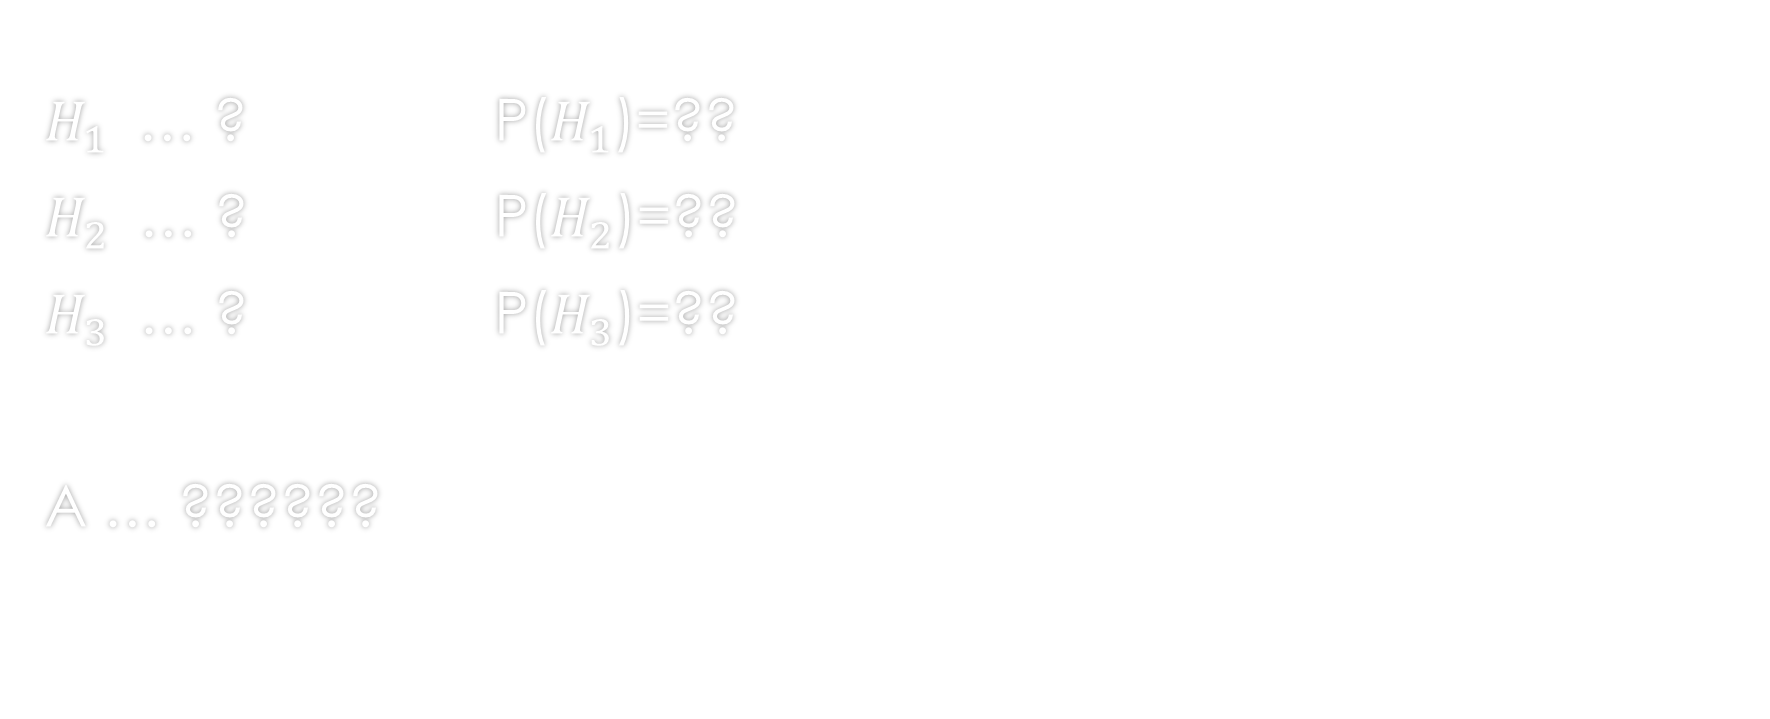 H₁ ... ? P(H₁)=??
H₂ ... ? P(H₂)=??
H₃ ... ? P(H₃)=??
A ... ??????